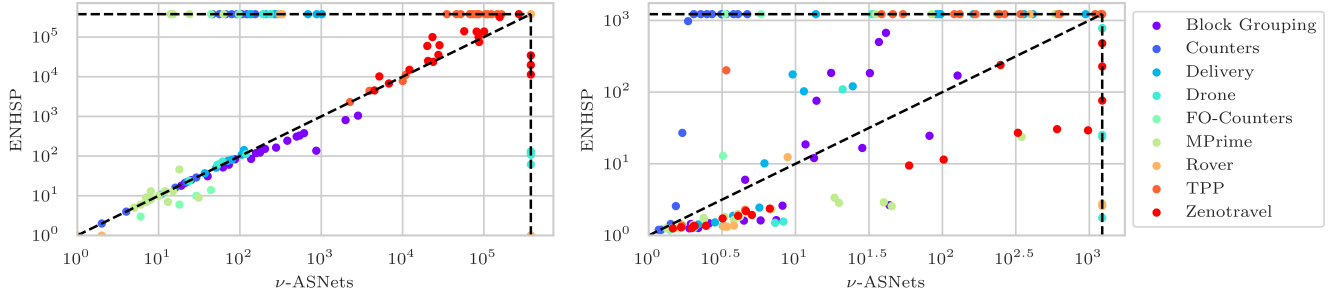 10^5
10^4
10^3
10^2
10^1
10^0
ENHSP
10^0 10^1 10^2 10^3 10^4 10^5
ν-ASNets
10^3
10^2
10^1
10^0
ENHSP
10^0 10^0.5 10^1 10^1.5 10^2 10^2.5 10^3
ν-ASNets
Block Grouping
Counters
Delivery
Drone
FO-Counters
MPrime
Rover
TPP
Zenotravel